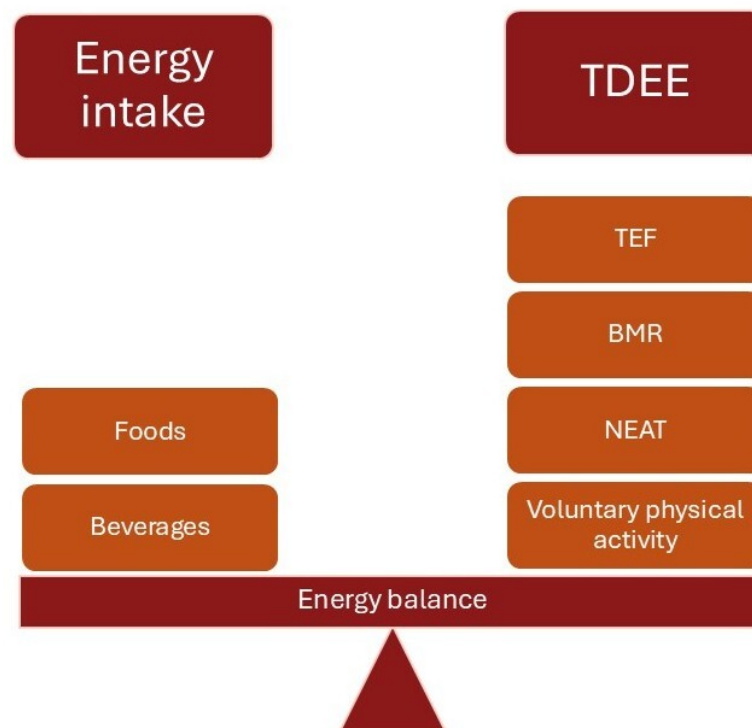 Energy
intake
TDEE
TEF
BMR
Foods
NEAT
Beverages
Voluntary physical
activity
Energy balance